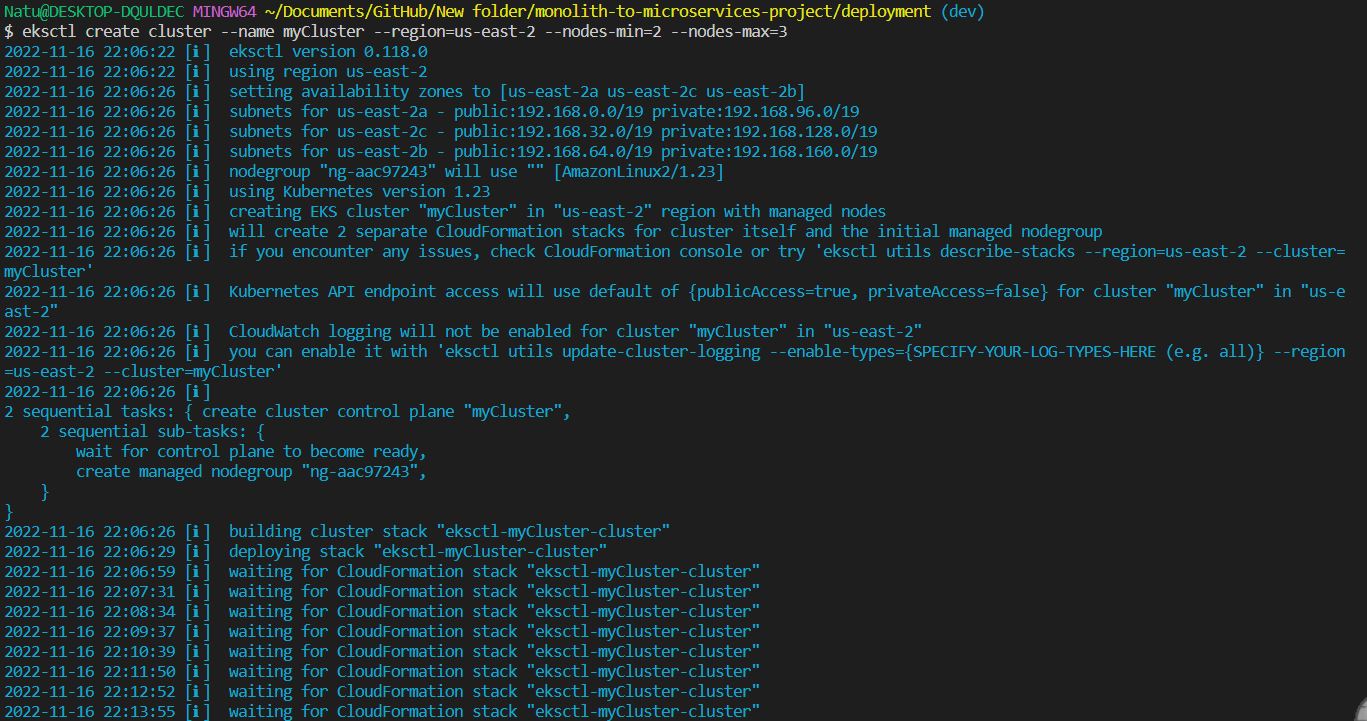 Natu@DESKTOP-DQULDEC MINGW64 ~/Documents/GitHub/New folder/monolith-to-microservices-project/deployment (dev)
$ eksctl create cluster --name myCluster --region=us-east-2 --nodes-min=2 --nodes-max=3
2022-11-16 22:06:22 [ℹ]  eksctl version 0.118.0
2022-11-16 22:06:22 [ℹ]  using region us-east-2
2022-11-16 22:06:26 [ℹ]  setting availability zones to [us-east-2a us-east-2c us-east-2b]
2022-11-16 22:06:26 [ℹ]  subnets for us-east-2a - public:192.168.0.0/19 private:192.168.96.0/19
2022-11-16 22:06:26 [ℹ]  subnets for us-east-2c - public:192.168.32.0/19 private:192.168.128.0/19
2022-11-16 22:06:26 [ℹ]  subnets for us-east-2b - public:192.168.64.0/19 private:192.168.160.0/19
2022-11-16 22:06:26 [ℹ]  nodegroup "ng-aac97243" will use "" [AmazonLinux2/1.23]
2022-11-16 22:06:26 [ℹ]  using Kubernetes version 1.23
2022-11-16 22:06:26 [ℹ]  creating EKS cluster "myCluster" in "us-east-2" region with managed nodes
2022-11-16 22:06:26 [ℹ]  will create 2 separate CloudFormation stacks for cluster itself and the initial managed nodegroup
2022-11-16 22:06:26 [ℹ]  if you encounter any issues, check CloudFormation console or try 'eksctl utils describe-stacks --region=us-east-2 --cluster=
myCluster'
2022-11-16 22:06:26 [ℹ]  Kubernetes API endpoint access will use default of {publicAccess=true, privateAccess=false} for cluster "myCluster" in "us-e
ast-2"
2022-11-16 22:06:26 [ℹ]  CloudWatch logging will not be enabled for cluster "myCluster" in "us-east-2"
2022-11-16 22:06:26 [ℹ]  you can enable it with 'eksctl utils update-cluster-logging --enable-types={SPECIFY-YOUR-LOG-TYPES-HERE (e.g. all)} --region
=us-east-2 --cluster=myCluster'
2022-11-16 22:06:26 [ℹ]
2 sequential tasks: { create cluster control plane "myCluster",
    2 sequential sub-tasks: {
        wait for control plane to become ready,
        create managed nodegroup "ng-aac97243",
    }
}
2022-11-16 22:06:26 [ℹ]  building cluster stack "eksctl-myCluster-cluster"
2022-11-16 22:06:29 [ℹ]  deploying stack "eksctl-myCluster-cluster"
2022-11-16 22:06:59 [ℹ]  waiting for CloudFormation stack "eksctl-myCluster-cluster"
2022-11-16 22:07:31 [ℹ]  waiting for CloudFormation stack "eksctl-myCluster-cluster"
2022-11-16 22:08:34 [ℹ]  waiting for CloudFormation stack "eksctl-myCluster-cluster"
2022-11-16 22:09:37 [ℹ]  waiting for CloudFormation stack "eksctl-myCluster-cluster"
2022-11-16 22:10:39 [ℹ]  waiting for CloudFormation stack "eksctl-myCluster-cluster"
2022-11-16 22:11:50 [ℹ]  waiting for CloudFormation stack "eksctl-myCluster-cluster"
2022-11-16 22:12:52 [ℹ]  waiting for CloudFormation stack "eksctl-myCluster-cluster"
2022-11-16 22:13:55 [ℹ]  waiting for CloudFormation stack "eksctl-myCluster-cluster"